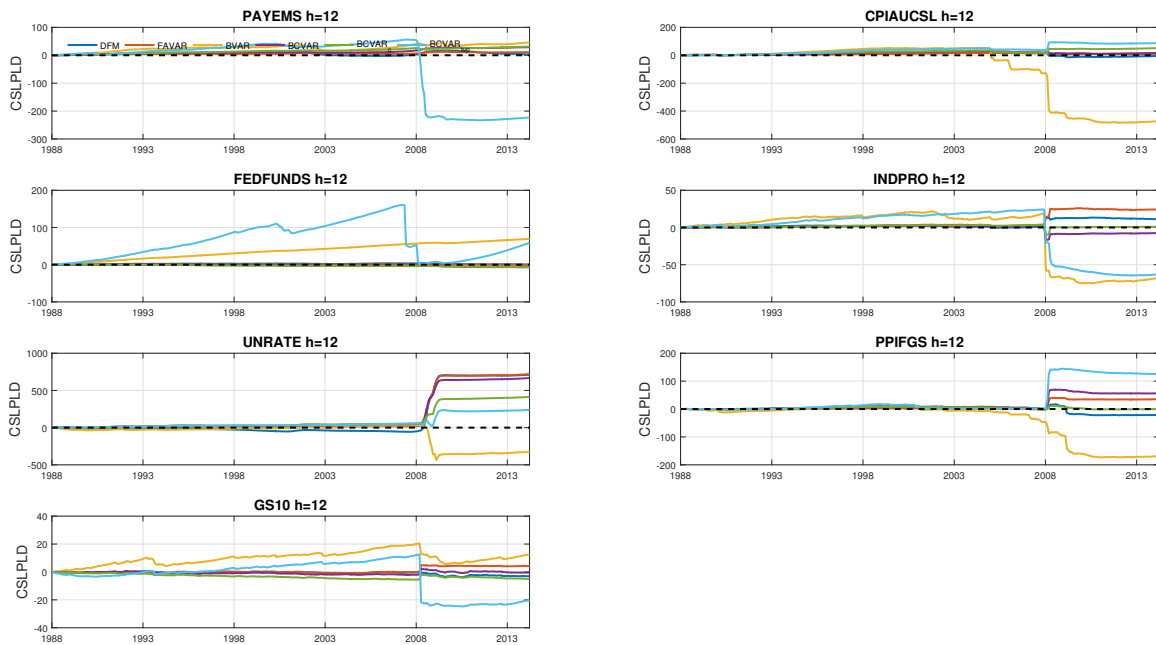 PAYEMS h=12
DFM FAVAR BVAR BCVAR BCVAR BCVAR
CSLPLD
100
0
-100
-200
-300
1988 1993 1998 2003 2008 2013
CPIAUCSL h=12
CSLPLD
200
0
-200
-400
-600
1988 1993 1998 2003 2008 2013
FEDFUNDS h=12
CSLPLD
200
100
0
-100
1988 1993 1998 2003 2008 2013
INDPRO h=12
CSLPLD
50
0
-50
-100
1988 1993 1998 2003 2008 2013
UNRATE h=12
CSLPLD
1000
500
0
-500
1988 1993 1998 2003 2008 2013
PPIFGS h=12
CSLPLD
200
100
0
-100
-200
1988 1993 1998 2003 2008 2013
GS10 h=12
CSLPLD
40
20
0
-20
-40
1988 1993 1998 2003 2008 2013